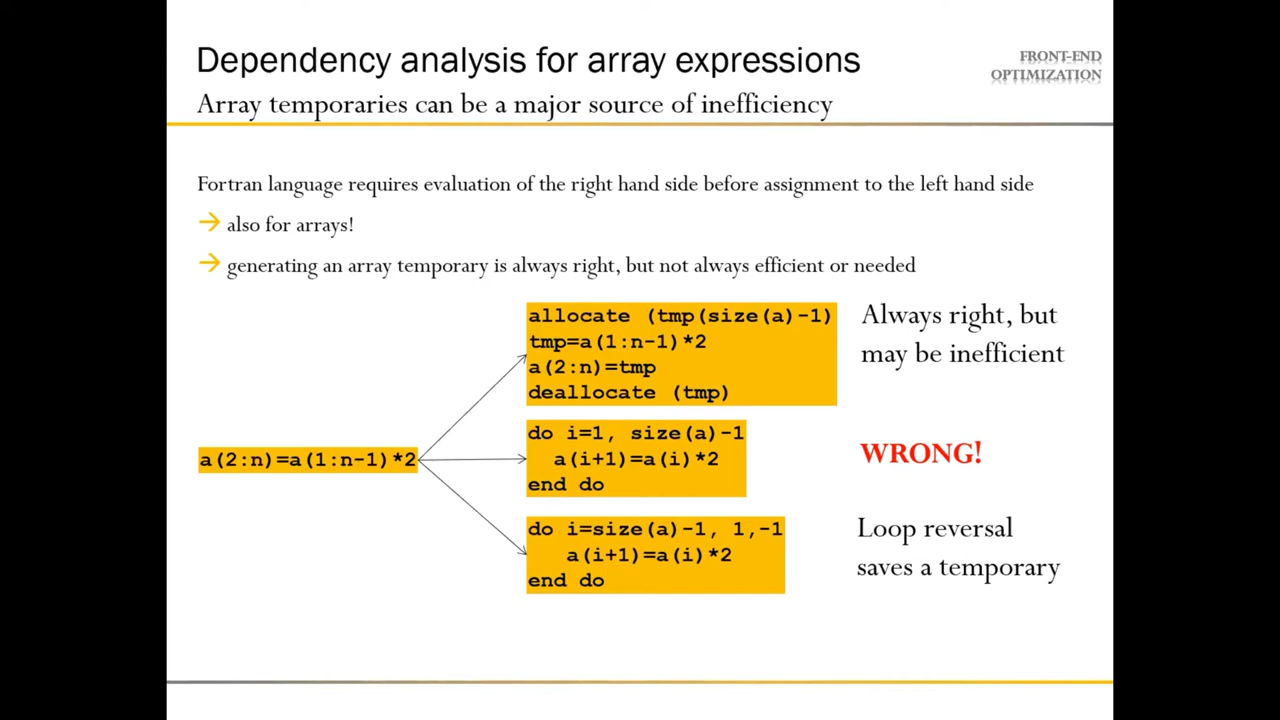 Dependency analysis for array expressions
FRONT-END
OPTIMIZATION
Array temporaries can be a major source of inefficiency
Fortran language requires evaluation of the right hand side before assignment to the left hand side
→ also for arrays!
→ generating an array temporary is always right, but not always efficient or needed
allocate (tmp(size(a)-1)
tmp=a(1:n-1)*2
a(2:n)=tmp
deallocate (tmp)
Always right, but
may be inefficient
a(2:n)=a(1:n-1)*2
do i=1, size(a)-1
a(i+1)=a(i)*2
end do
WRONG!
do i=size(a)-1, 1,-1
a(i+1)=a(i)*2
end do
Loop reversal
saves a temporary